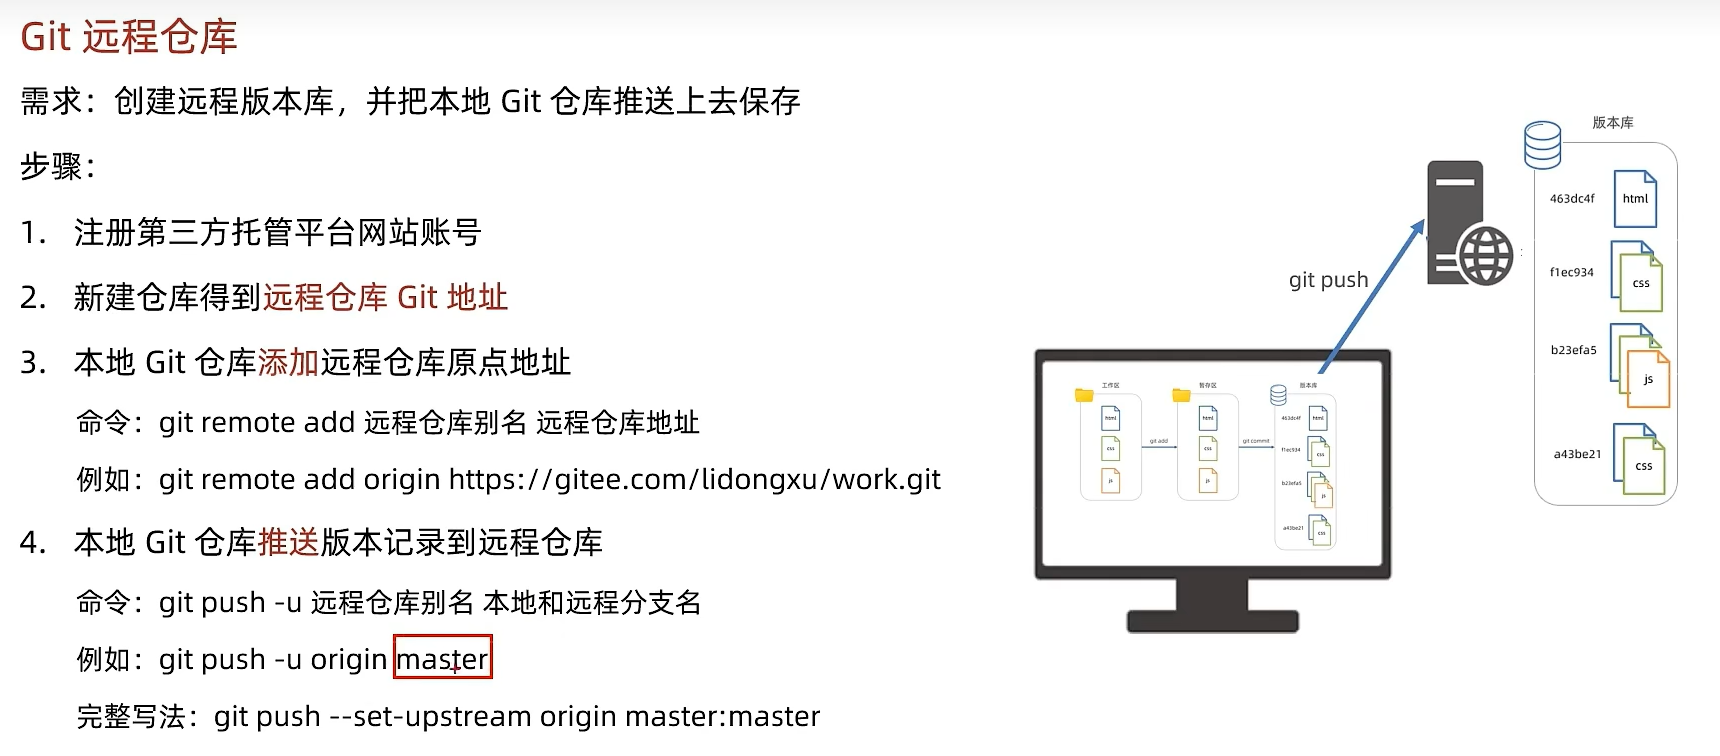 Git 远程仓库
需求：创建远程版本库，并把本地 Git 仓库推送上去保存
步骤：
1. 注册第三方托管平台网站账号
2. 新建仓库得到远程仓库 Git 地址
3. 本地 Git 仓库添加远程仓库原点地址
命令：git remote add 远程仓库别名 远程仓库地址
例如：git remote add origin https://gitee.com/lidongxu/work.git
4. 本地 Git 仓库推送版本记录到远程仓库
命令：git push -u 远程仓库别名 本地和远程分支名
例如：git push -u origin master
完整写法：git push --set-upstream origin master:master
git push
版本库
463dc4f html
f1ec934 css
b23efa5 js
a43be21 css
工作区
html
css
js
git add
暂存区
html
css
js
git commit
版本库
463dc4f html
f1ec934 css
b23efa5 js
a43be21 css